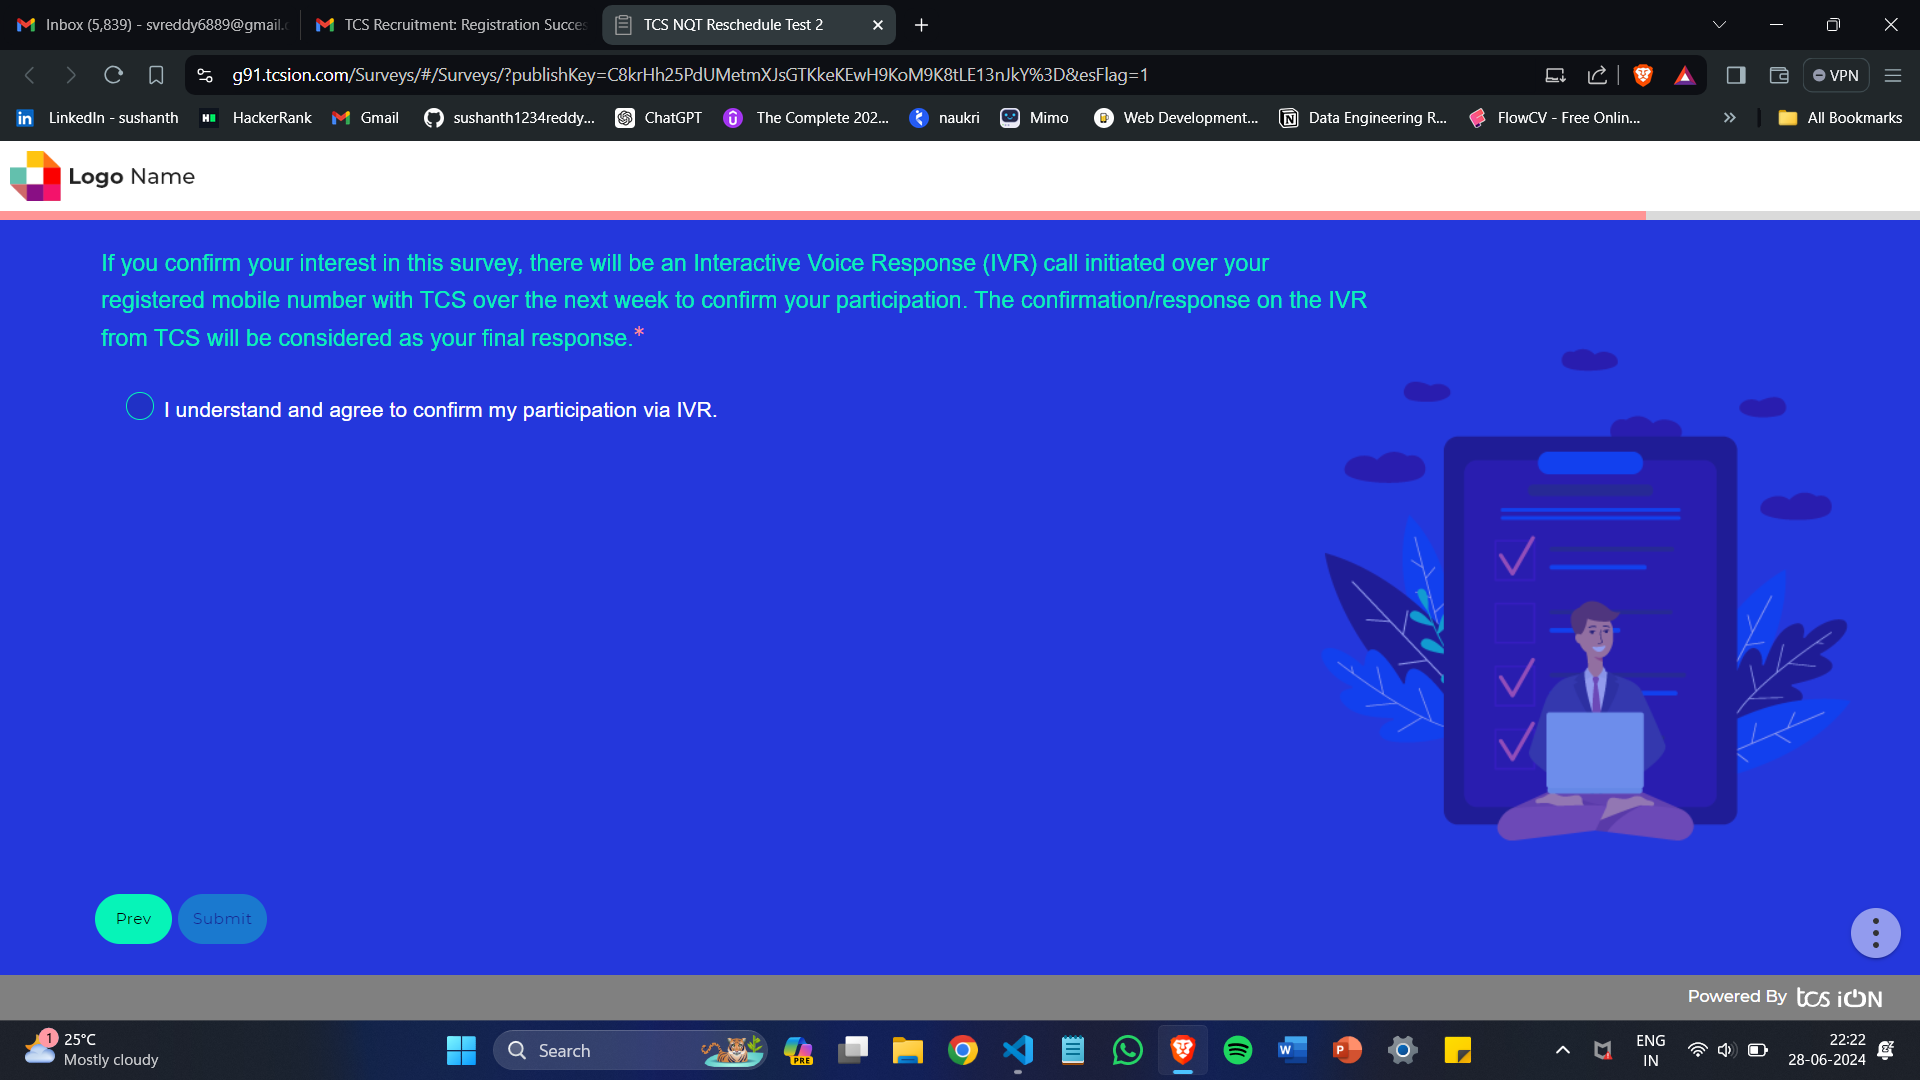 Inbox (5,839) - svreddy6889@gmail.
TCS Recruitment: Registration Succes
TCS NQT Reschedule Test 2
g91.tcsion.com/Surveys/#/Surveys/?publishKey=C8krHh25PdUMetmXJsGTKkeKEwH9KoM9K8tLE13nJkY%3D&esFlag=1
VPN
LinkedIn - sushanth
HackerRank
Gmail
sushanth1234reddy...
ChatGPT
The Complete 202...
naukri
Mimo
Web Development...
Data Engineering R...
FlowCV - Free Onlin...
All Bookmarks
Logo Name
If you confirm your interest in this survey, there will be an Interactive Voice Response (IVR) call initiated over your
registered mobile number with TCS over the next week to confirm your participation. The confirmation/response on the IVR
from TCS will be considered as your final response.*
I understand and agree to confirm my participation via IVR.
Prev
Submit
Powered By tcs iON
1
25°C
Mostly cloudy
Search
PRE
ENG
IN
22:22
28-06-2024